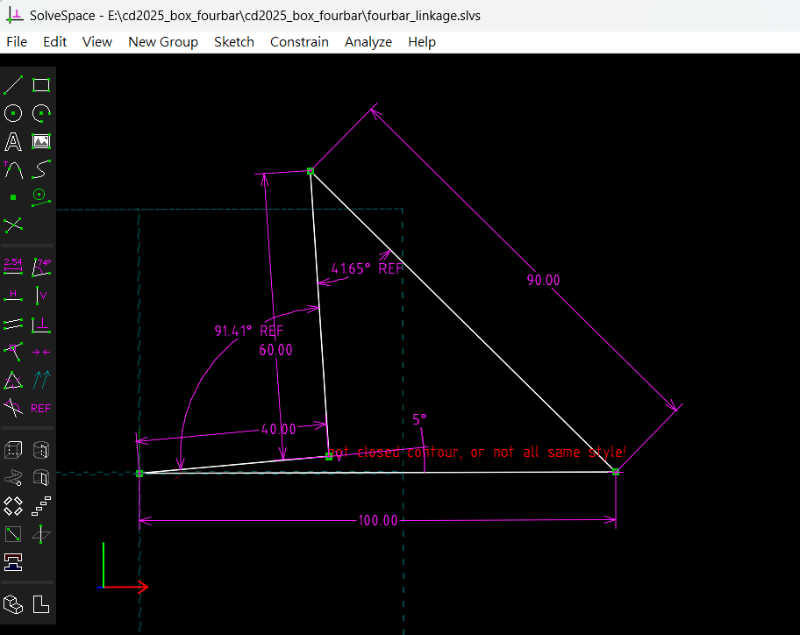 SolveSpace - E:\cd2025_box_fourbar\cd2025_box_fourbar\fourbar_linkage.slvs
File Edit View New Group Sketch Constrain Analyze Help
A
T
2.54 74°
H V
REF
41.65° REF
90.00
91.41° REF
60.00
5°
40.00
not closed contour, or not all same style!
100.00